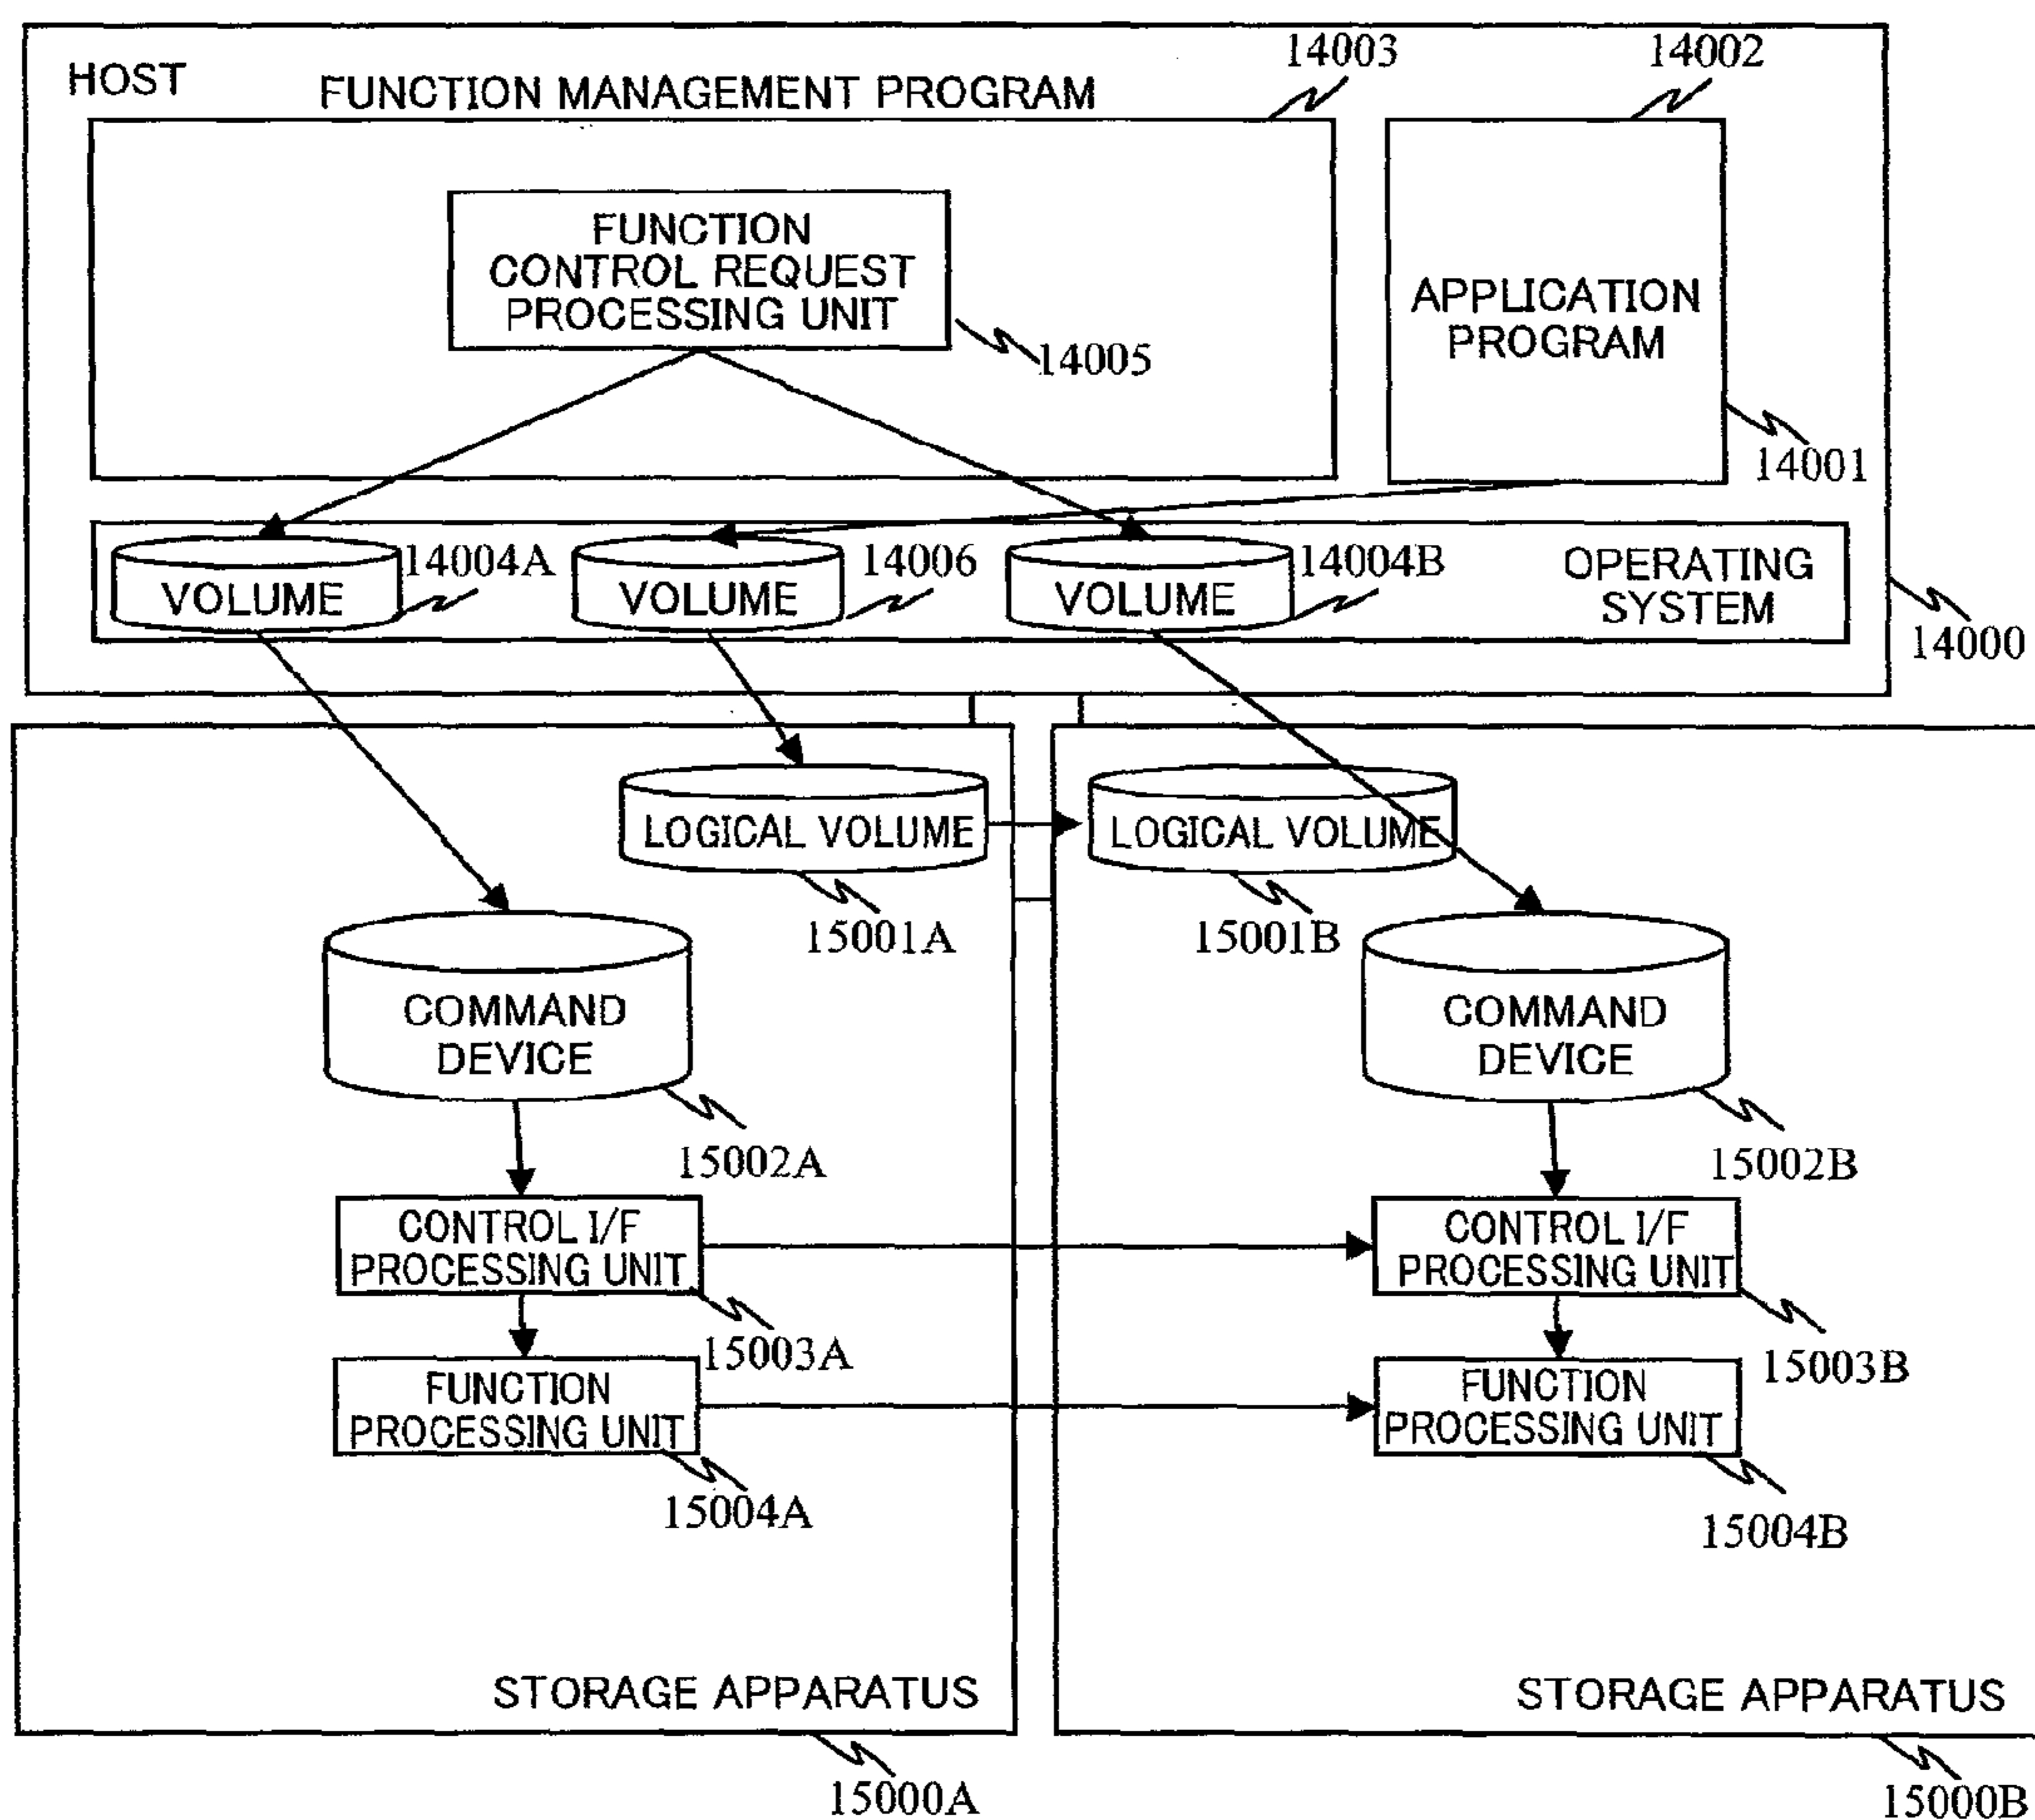 14003
14002
HOST
FUNCTION MANAGEMENT PROGRAM
FUNCTION
CONTROL REQUEST
PROCESSING UNIT
14005
APPLICATION
PROGRAM
14001
14004A
14006
14004B
VOLUME
VOLUME
VOLUME
OPERATING
SYSTEM
14000
LOGICAL VOLUME
LOGICAL VOLUME
15001A
15001B
COMMAND
DEVICE
COMMAND
DEVICE
15002A
15002B
CONTROL I/F
PROCESSING UNIT
CONTROL I/F
PROCESSING UNIT
15003A
15003B
FUNCTION
PROCESSING UNIT
FUNCTION
PROCESSING UNIT
15004A
15004B
STORAGE APPARATUS
STORAGE APPARATUS
15000A
15000B